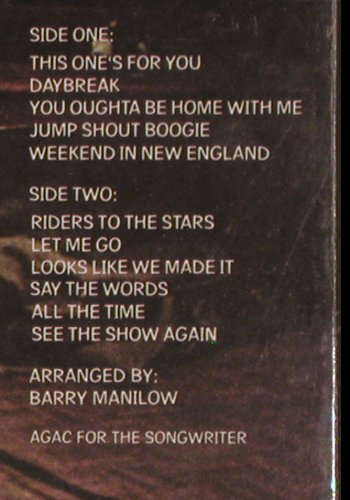 SIDE ONE:
THIS ONE'S FOR YOU
DAYBREAK
YOU OUGHTA BE HOME WITH ME
JUMP SHOUT BOOGIE
WEEKEND IN NEW ENGLAND
SIDE TWO:
RIDERS TO THE STARS
LET ME GO
LOOKS LIKE WE MADE IT
SAY THE WORDS
ALL THE TIME
SEE THE SHOW AGAIN
ARRANGED BY:
BARRY MANILOW
AGAC FOR THE SONGWRITER